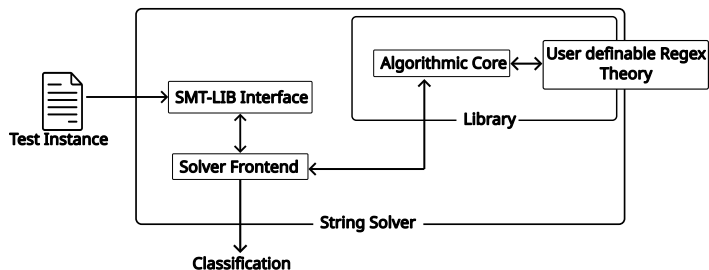 User definable Regex
Theory
Algorithmic Core
SMT-LIB Interface
Library
Test Instance
Solver Frontend
String Solver
Classification